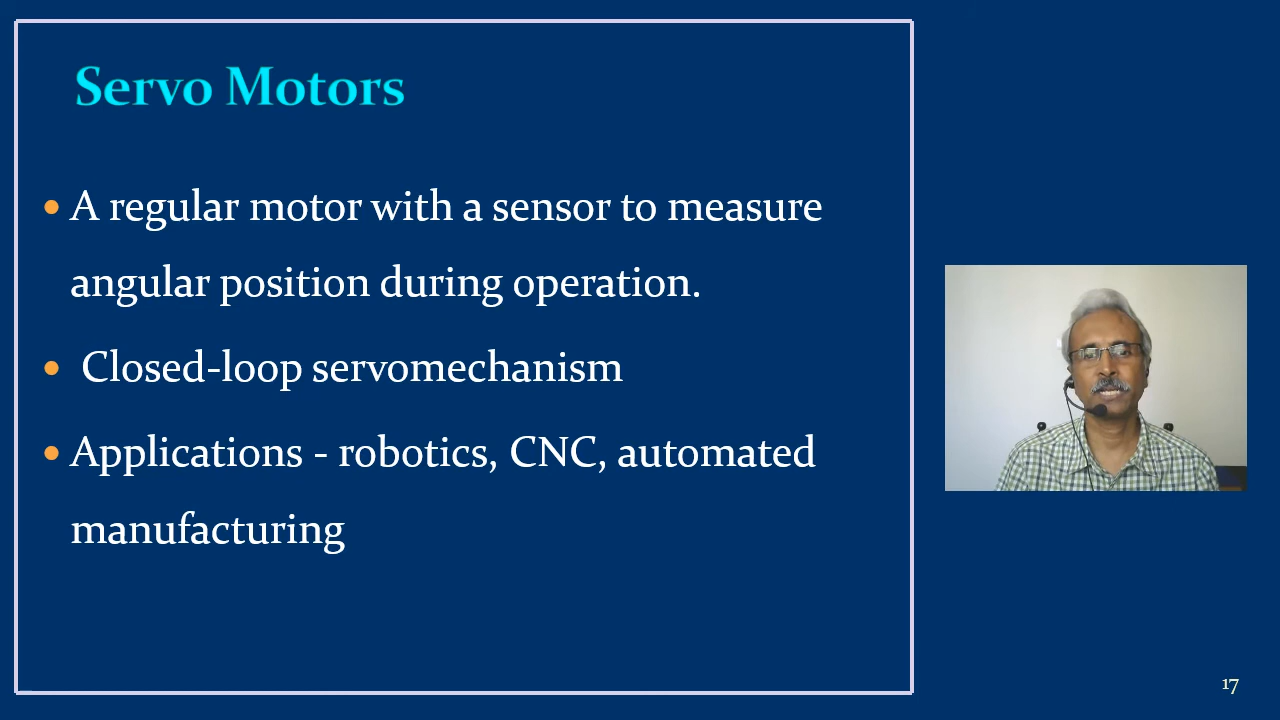 Servo Motors
• A regular motor with a sensor to measure
angular position during operation.
• Closed-loop servomechanism
• Applications - robotics, CNC, automated
manufacturing
17